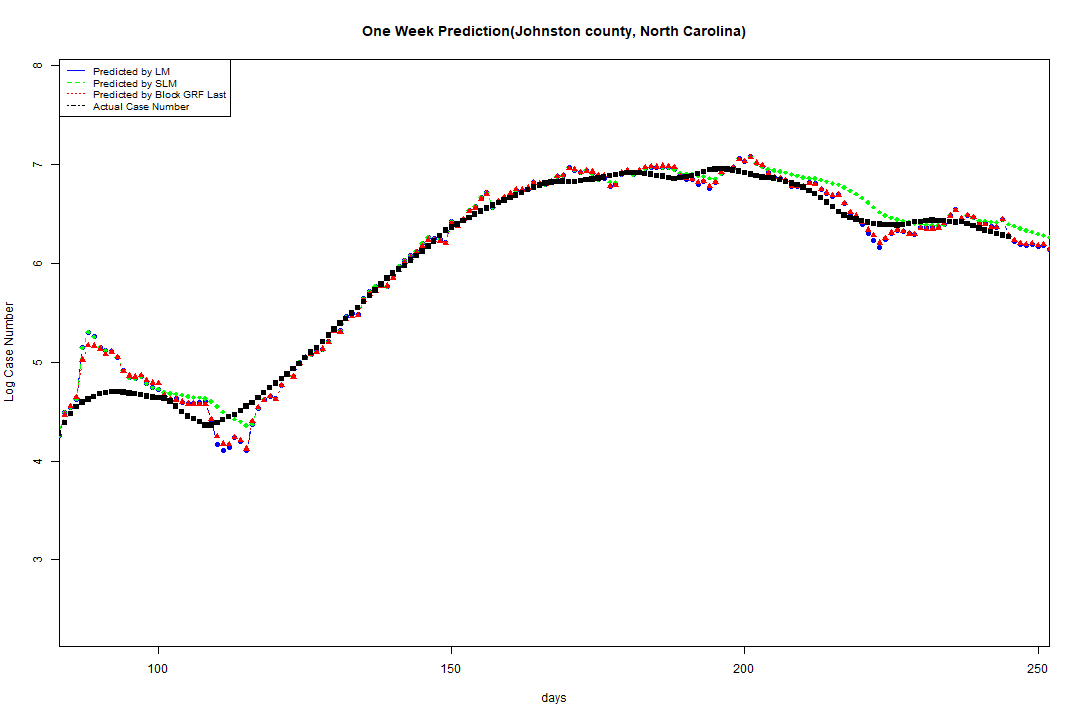 One Week Prediction(Johnston county, North Carolina)
Predicted by LM
Predicted by SLM
Predicted by Block GRF Last
Actual Case Number
8
7
6
5
4
3
Log Case Number
100 150 200 250
days